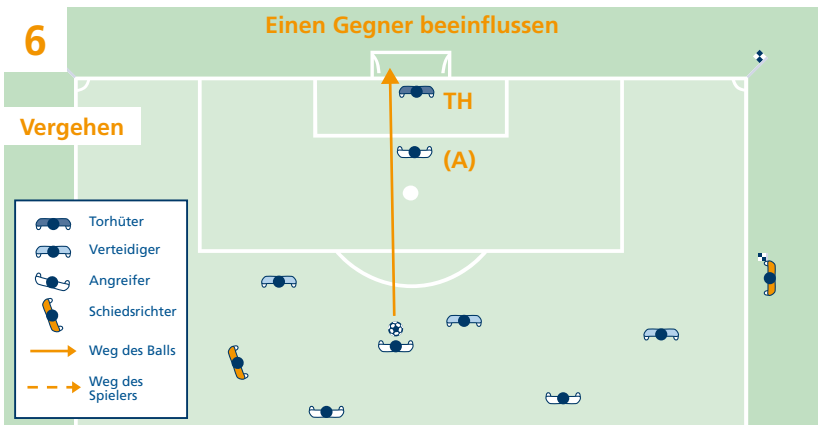 6
Einen Gegner beeinflussen
TH
Vergehen
(A)
Torhüter
Verteidiger
Angreifer
Schiedsrichter
Weg des Balls
Weg des
Spielers